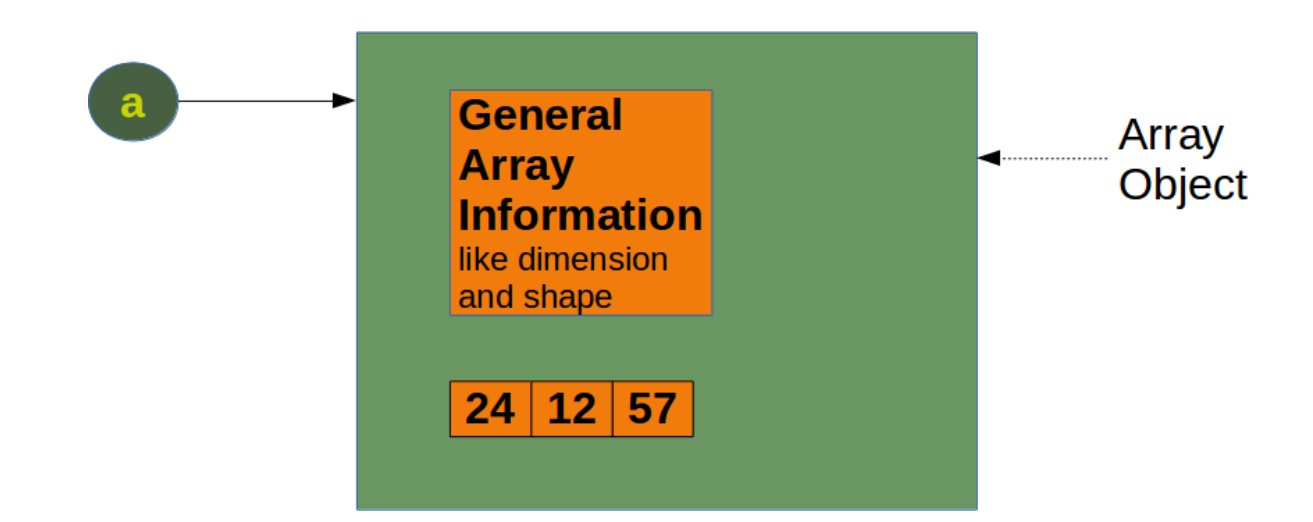 a
General
Array
Information
like dimension
and shape
Array
Object
24 12 57